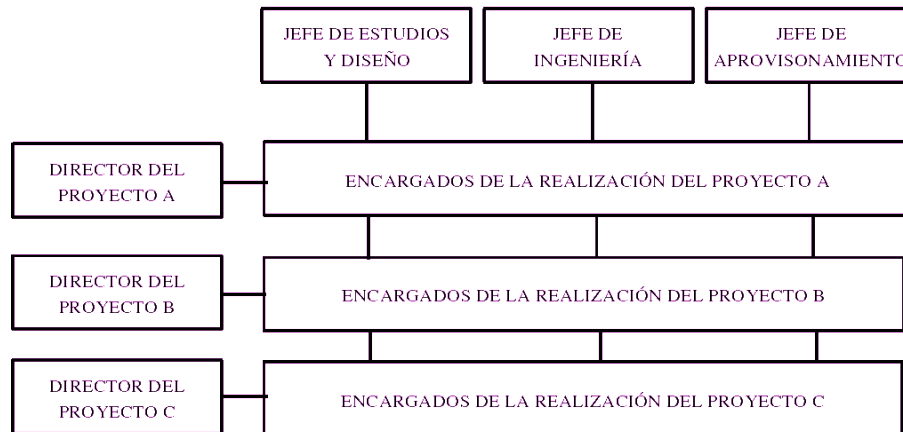 JEFE DE ESTUDIOS
Y DISEÑO
JEFE DE
INGENIERÍA
JEFE DE
APROVISONAMIENTO
DIRECTOR DEL
PROYECTO A
ENCARGADOS DE LA REALIZACIÓN DEL PROYECTO A
DIRECTOR DEL
PROYECTO B
ENCARGADOS DE LA REALIZACIÓN DEL PROYECTO B
DIRECTOR DEL
PROYECTO C
ENCARGADOS DE LA REALIZACIÓN DEL PROYECTO C